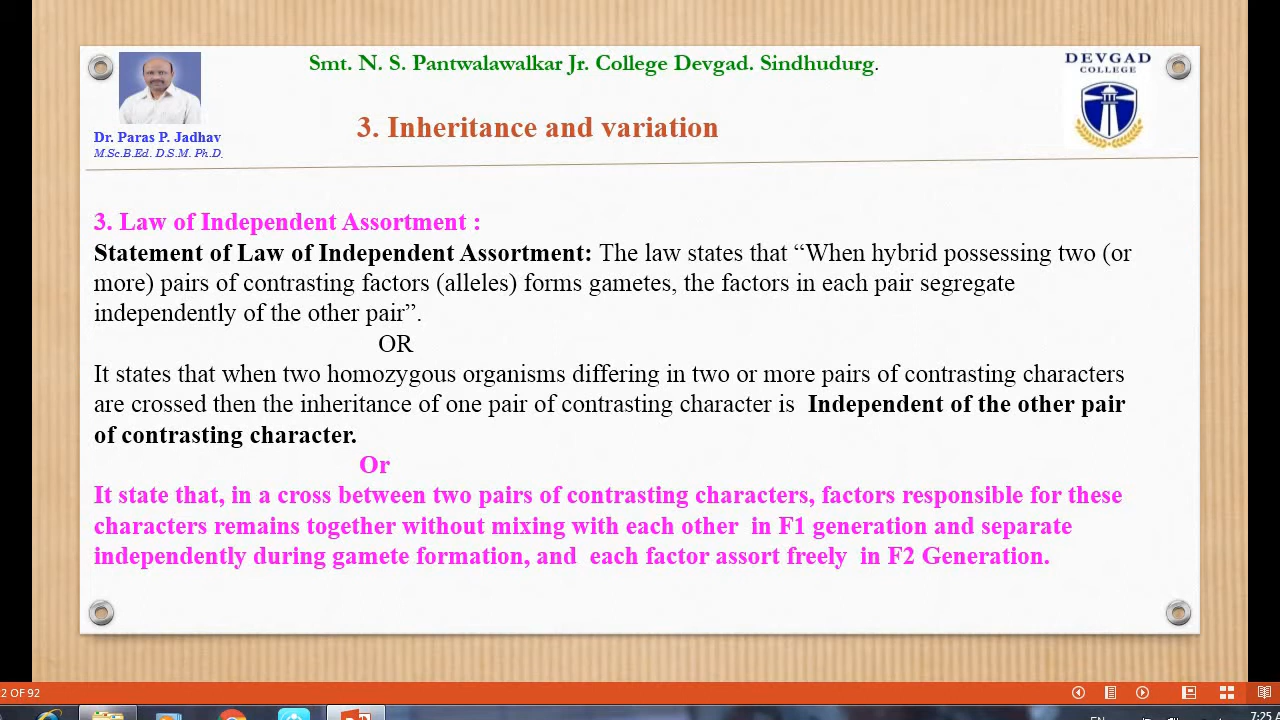 Smt. N. S. Pantwalawalkar Jr. College Devgad. Sindhudurg.
DEVGAD
COLLEGE
3. Inheritance and variation
Dr. Paras P. Jadhav
M.Sc.B.Ed. D.S.M. Ph.D.
3. Law of Independent Assortment :
Statement of Law of Independent Assortment: The law states that “When hybrid possessing two (or
more) pairs of contrasting factors (alleles) forms gametes, the factors in each pair segregate
independently of the other pair”.
OR
It states that when two homozygous organisms differing in two or more pairs of contrasting characters
are crossed then the inheritance of one pair of contrasting character is Independent of the other pair
of contrasting character.
Or
It state that, in a cross between two pairs of contrasting characters, factors responsible for these
characters remains together without mixing with each other in F1 generation and separate
independently during gamete formation, and each factor assort freely in F2 Generation.
2 OF 92
EN
7:25 A